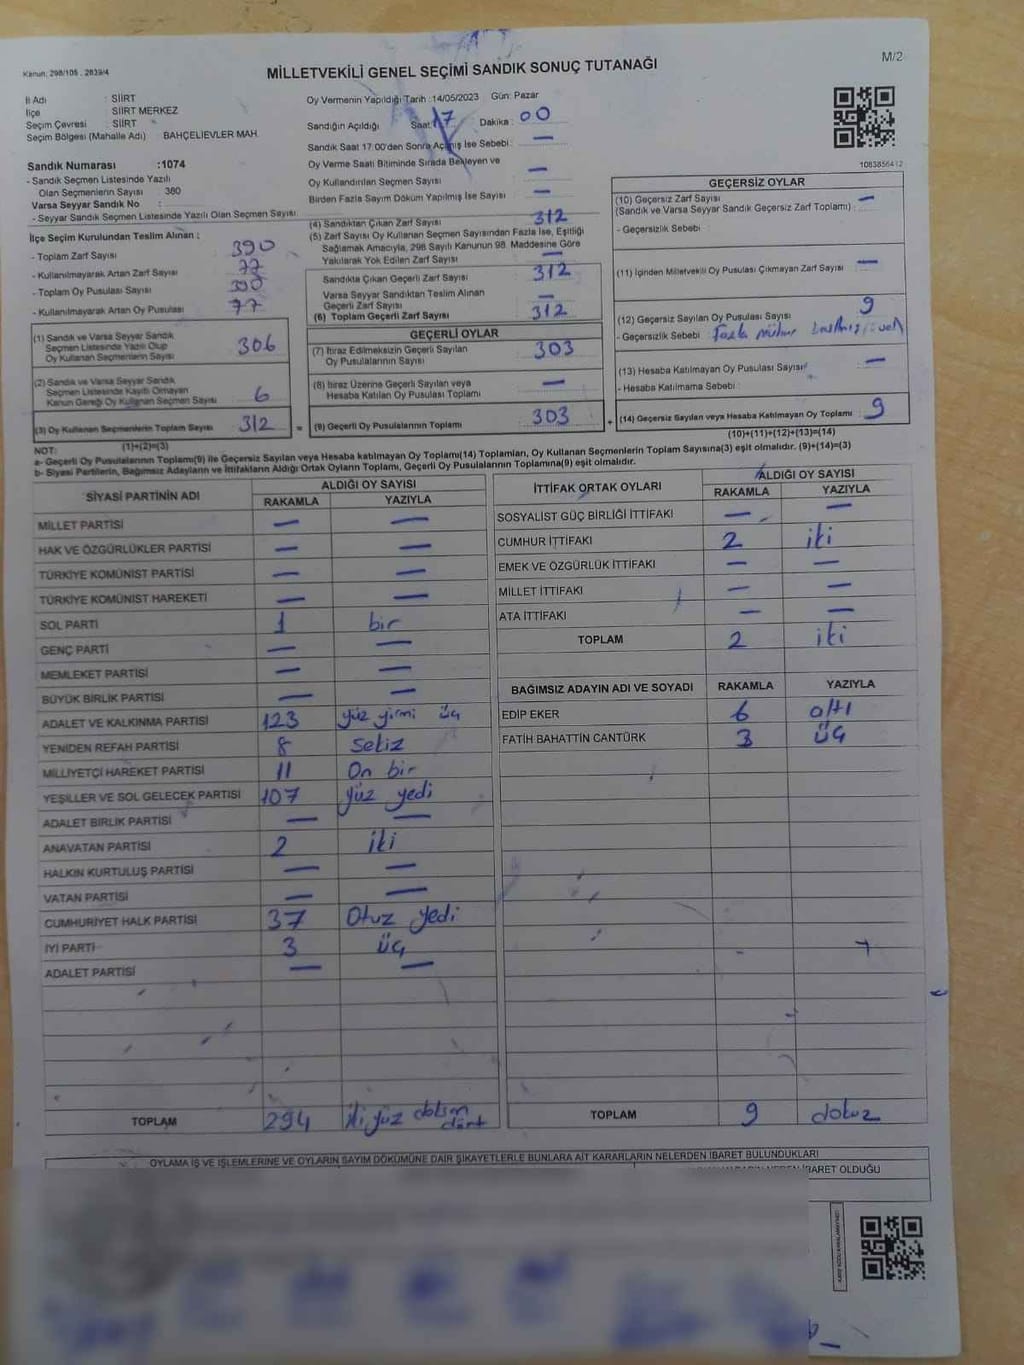 Kanun: 298/105 , 2839/4
M/2
MİLLETVEKİLİ GENEL SEÇİMİ SANDIK SONUÇ TUTANAĞI
İl Adı : SİİRT
İlçe : SİİRT MERKEZ
Seçim Çevresi : SİİRT
Seçim Bölgesi (Mahalle Adı) BAHÇELİEVLER MAH.
Sandık Numarası :1074
- Sandık Seçmen Listesinde Yazılı
Olan Seçmenlerin Sayısı 380
Varsa Seyyar Sandık No :
- Seyyar Sandık Seçmen Listesinde Yazılı Olan Seçmen Sayısı:
Oy Vermenin Yapıldığı Tarih :14/05/2023 Gün: Pazar
Sandığın Açıldığı Saat: 17 Dakika : 00
Sandık Saat 17.00'den Sonra Açılmış İse Sebebi: —
Oy Verme Saati Bitiminde Sırada Bekleyen ve
Oy Kullandırılan Seçmen Sayısı —
Birden Fazla Sayım Döküm Yapılmış İse Sayısı —
1083856412
İlçe Seçim Kurulundan Teslim Alınan :
- Toplam Zarf Sayısı 390
- Kullanılmayarak Artan Zarf Sayısı 77
- Toplam Oy Pusulası Sayısı 390
- Kullanılmayarak Artan Oy Pusulası 77
(1) Sandık ve Varsa Seyyar Sandık
Seçmen Listesinde Yazılı Olup
Oy Kullanan Seçmenlerin Sayısı 306
(2) Sandık ve Varsa Seyyar Sandık
Seçmen Listesinde Kayıtlı Olmayan
Kanun Gereği Oy Kullanan Seçmen Sayısı 6
(3) Oy Kullanan Seçmenlerin Toplam Sayısı 312 =
(1)+(2)=(3)
(4) Sandıktan Çıkan Zarf Sayısı 312
(5) Zarf Sayısı Oy Kullanan Seçmen Sayısından Fazla İse, Eşitliği
Sağlamak Amacıyla, 298 Sayılı Kanunun 98. Maddesine Göre
Yakılarak Yok Edilen Zarf Sayısı —
Sandıkta Çıkan Geçerli Zarf Sayısı 312
Varsa Seyyar Sandıktan Teslim Alınan
Geçerli Zarf Sayısı —
(6) Toplam Geçerli Zarf Sayısı 312
GEÇERLİ OYLAR
(7) İtiraz Edilmeksizin Geçerli Sayılan
Oy Pusulalarının Sayısı 303
(8) İtiraz Üzerine Geçerli Sayılan veya
Hesaba Katılan Oy Pusulası Toplamı —
(9) Geçerli Oy Pusulalarının Toplamı 303 +
GEÇERSİZ OYLAR
(10) Geçersiz Zarf Sayısı —
(Sandık ve Varsa Seyyar Sandık Geçersiz Zarf Toplamı)
- Geçersizlik Sebebi :
(11) İçinden Milletvekili Oy Pusulası Çıkmayan Zarf Sayısı —
(12) Geçersiz Sayılan Oy Pusulası Sayısı 9
- Geçersizlik Sebebi Fazla mühür
(13) Hesaba Katılmayan Oy Pusulası Sayısı —
- Hesaba Katılmama Sebebi :
(14) Geçersiz Sayılan veya Hesaba Katılmayan Oy Toplamı 9
(10)+(11)+(12)+(13)=(14)
NOT:
a- Geçerli Oy Pusulalarının Toplamı(9) ile Geçersiz Sayılan veya Hesaba katılmayan Oy Toplamı(14) Toplamları, Oy Kullanan Seçmenlerin Toplam Sayısına(3) eşit olmalıdır. (9)+(14)=(3)
b- Siyasi Partilerin, Bağımsız Adayların ve İttifakların Aldığı Ortak Oyların Toplamı, Geçerli Oy Pusulalarının Toplamına(9) eşit olmalıdır.
SİYASİ PARTİNİN ADI ALDIĞI OY SAYISI
RAKAMLA YAZIYLA
MİLLET PARTİSİ — —
HAK VE ÖZGÜRLÜKLER PARTİSİ — —
TÜRKİYE KOMÜNİST PARTİSİ — —
TÜRKİYE KOMÜNİST HAREKETİ — —
SOL PARTİ 1 bir
GENÇ PARTİ — —
MEMLEKET PARTİSİ — —
BÜYÜK BİRLİK PARTİSİ — —
ADALET VE KALKINMA PARTİSİ 123 yüz yirmi üç
YENİDEN REFAH PARTİSİ 8 sekiz
MİLLİYETÇİ HAREKET PARTİSİ 11 On bir
YEŞİLLER VE SOL GELECEK PARTİSİ 107 yüz yedi
ADALET BİRLİK PARTİSİ — —
ANAVATAN PARTİSİ 2 iki
HALKIN KURTULUŞ PARTİSİ — —
VATAN PARTİSİ — —
CUMHURİYET HALK PARTİSİ 37 Otuz yedi
İYİ PARTİ 3 üç
ADALET PARTİSİ — —
TOPLAM 294 iki yüz doksan dört
İTTİFAK ORTAK OYLARI ALDIĞI OY SAYISI
RAKAMLA YAZIYLA
SOSYALİST GÜÇ BİRLİĞİ İTTİFAKI — —
CUMHUR İTTİFAKI 2 iki
EMEK VE ÖZGÜRLÜK İTTİFAKI — —
MİLLET İTTİFAKI — —
ATA İTTİFAKI — —
TOPLAM 2 iki
BAĞIMSIZ ADAYIN ADI VE SOYADI RAKAMLA YAZIYLA
EDİP EKER 6 altı
FATİH BAHATTİN CANTÜRK 3 üç
TOPLAM 9 dokuz
OYLAMA İŞ VE İŞLEMLERİNE VE OYLARIN SAYIM DÖKÜMÜNE DAİR ŞİKAYETLERLE BUNLARA AİT KARARLARIN NELERDEN İBARET BULUNDUKLARI
İBARET OLDUĞU